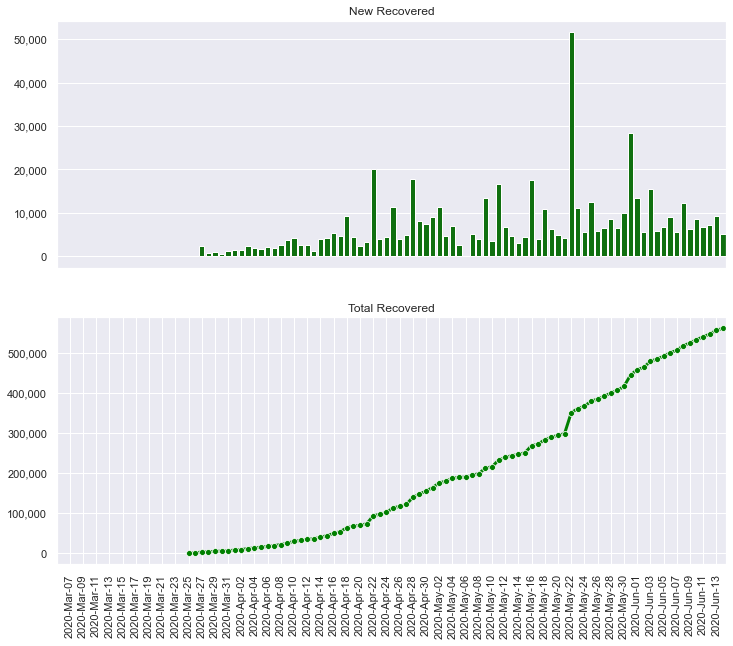 New Recovered
50,000
40,000
30,000
20,000
10,000
0
Total Recovered
500,000
400,000
300,000
200,000
100,000
0
2020-Mar-07
2020-Mar-09
2020-Mar-11
2020-Mar-13
2020-Mar-15
2020-Mar-17
2020-Mar-19
2020-Mar-21
2020-Mar-23
2020-Mar-25
2020-Mar-27
2020-Mar-29
2020-Mar-31
2020-Apr-02
2020-Apr-04
2020-Apr-06
2020-Apr-08
2020-Apr-10
2020-Apr-12
2020-Apr-14
2020-Apr-16
2020-Apr-18
2020-Apr-20
2020-Apr-22
2020-Apr-24
2020-Apr-26
2020-Apr-28
2020-Apr-30
2020-May-02
2020-May-04
2020-May-06
2020-May-08
2020-May-10
2020-May-12
2020-May-14
2020-May-16
2020-May-18
2020-May-20
2020-May-22
2020-May-24
2020-May-26
2020-May-28
2020-May-30
2020-Jun-01
2020-Jun-03
2020-Jun-05
2020-Jun-07
2020-Jun-09
2020-Jun-11
2020-Jun-13